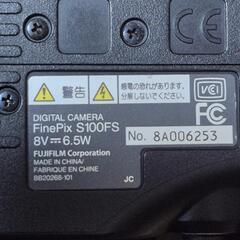 警告
感電の恐れがあります。
分解しないでください。
VCI
FC
DIGITAL CAMERA
FinePix S100FS
8V⎓6.5W
No. 8A006253
FUJIFILM Corporation
MADE IN CHINA/
FABRIQUE EN CHINE
BB20268-101
JC